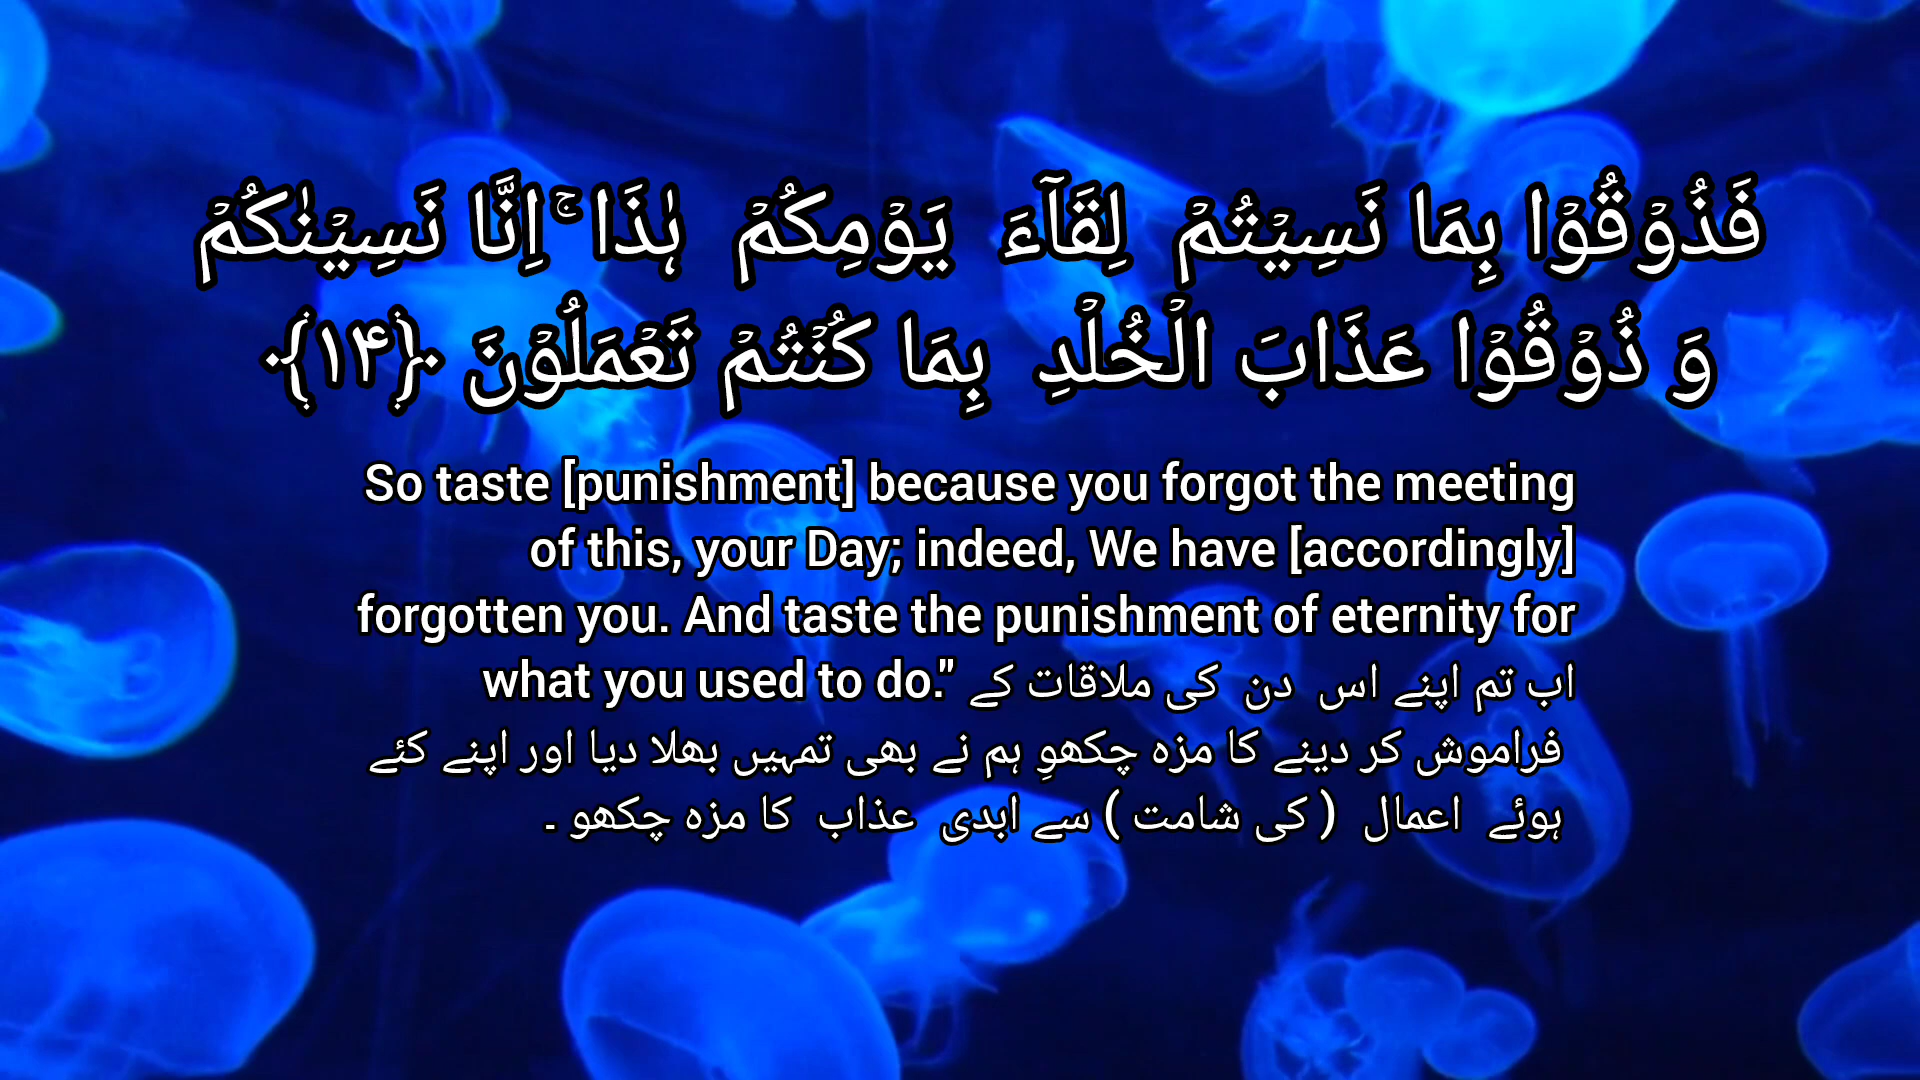 فَذُوۡقُوۡا بِمَا نَسِیۡتُمۡ لِقَآءَ یَوۡمِکُمۡ ہٰذَا ۚ اِنَّا نَسِیۡنٰکُمۡ
وَ ذُوۡقُوۡا عَذَابَ الۡخُلۡدِ بِمَا کُنۡتُمۡ تَعۡمَلُوۡنَ ﴿۱۴﴾
So taste [punishment] because you forgot the meeting
of this, your Day; indeed, We have [accordingly]
forgotten you. And taste the punishment of eternity for
what you used to do." اب تم اپنے اس دن کی ملاقات کے
فراموش کر دینے کا مزہ چکھوِ ہم نے بھی تمہیں بھلا دیا اور اپنے کئے
ہوئے اعمال ( کی شامت ) سے ابدی عذاب کا مزہ چکھو ۔